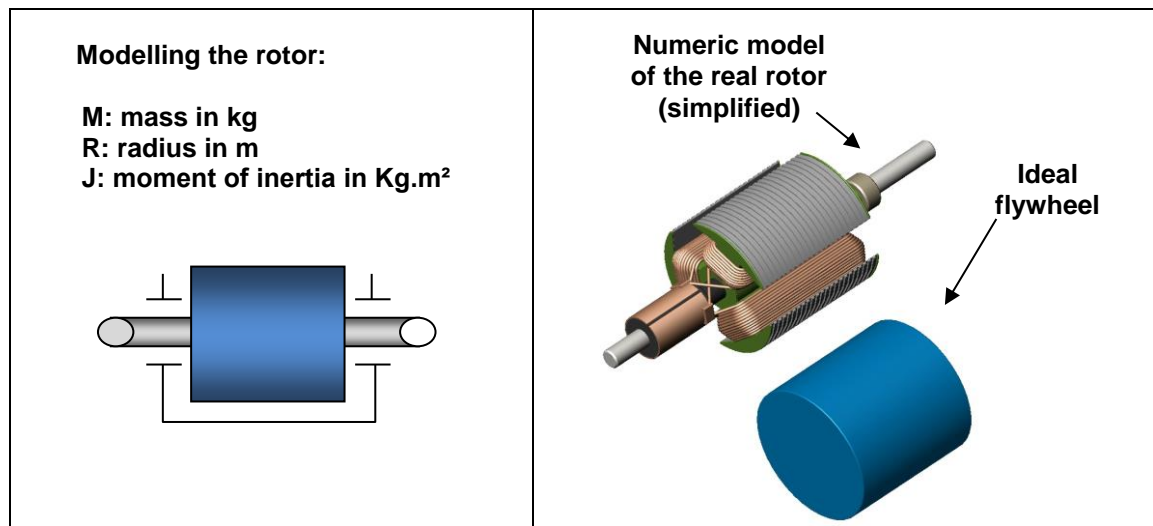 Modelling the rotor:
M: mass in kg
R: radius in m
J: moment of inertia in Kg.m²
Numeric model
of the real rotor
(simplified)
Ideal
flywheel